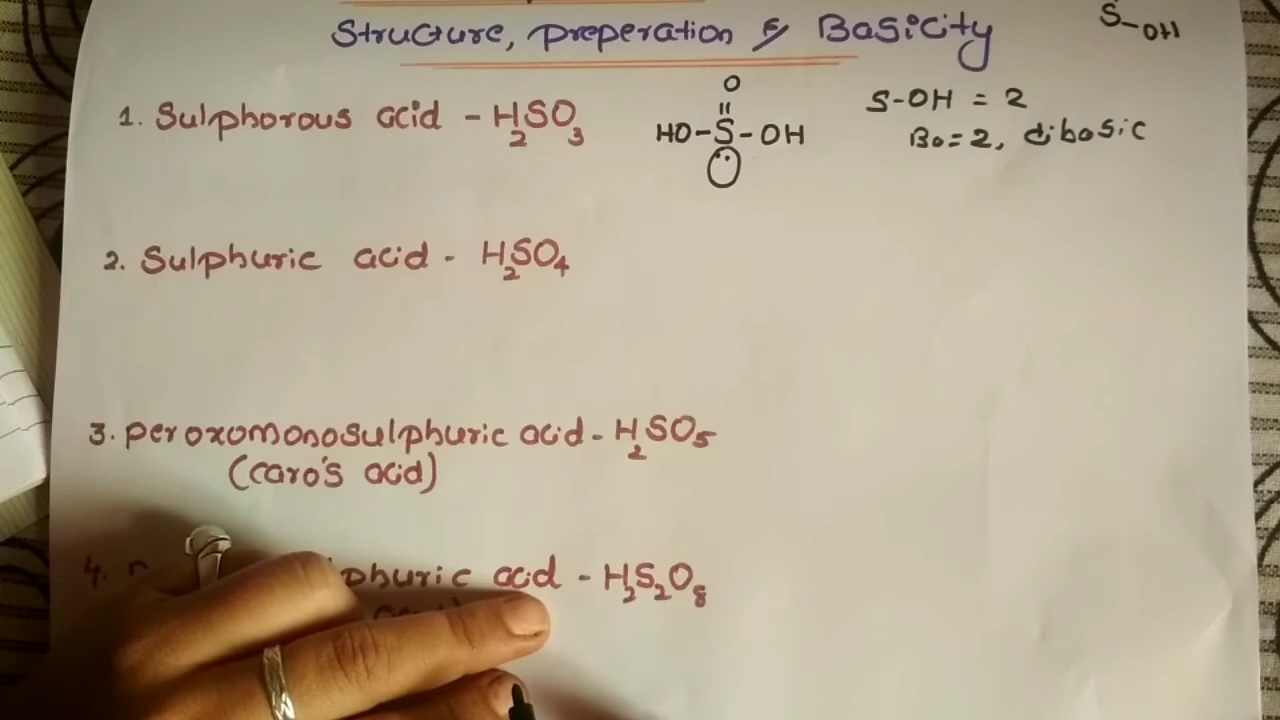 Structure, preperation & Basicity
S-OH
1. Sulphorous acid - H2SO3
O
HO-S-OH
S-OH = 2
Ba=2, dibasic
2. Sulphuric acid - H2SO4
3. peroxomonosulphuric acid - H2SO5
(caro's acid)
4. phuric acid - H2S2O8